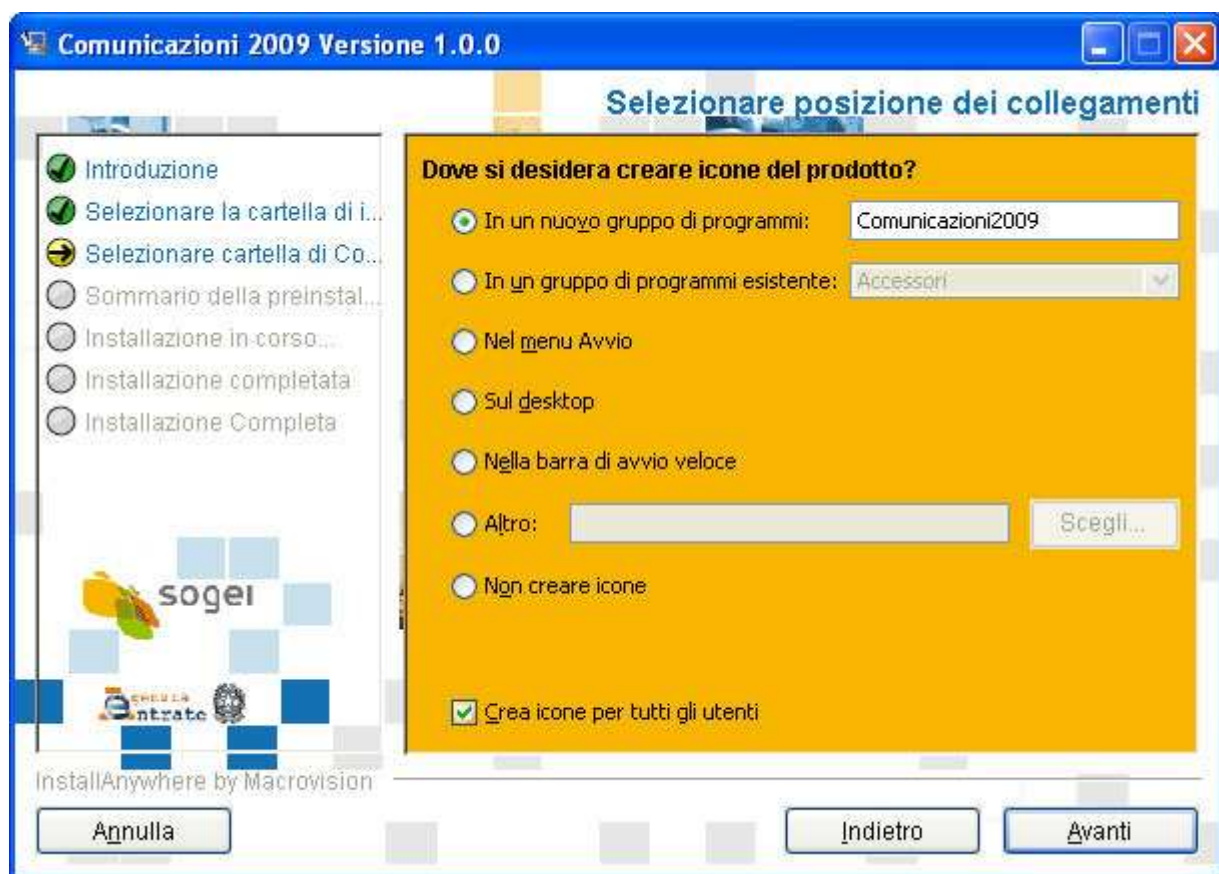 Comunicazioni 2009 Versione 1.0.0
Selezionare posizione dei collegamenti
Introduzione
Selezionare la cartella di i...
Selezionare cartella di Co...
Sommario della preinstal...
Installazione in corso...
Installazione completata
Installazione Completa
sogei
genzia
ntrate
Dove si desidera creare icone del prodotto?
In un nuovo gruppo di programmi: Comunicazioni2009
In un gruppo di programmi esistente: Accessori
Nel menu Avvio
Sul desktop
Nella barra di avvio veloce
Altro: Scegli...
Non creare icone
Crea icone per tutti gli utenti
InstallAnywhere by Macrovision
Annulla Indietro Avanti